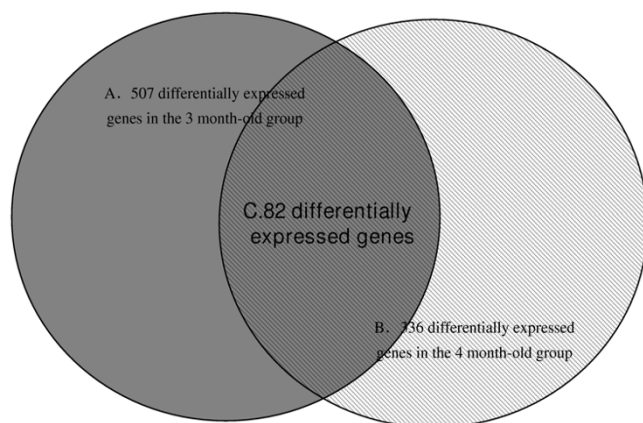 A. 507 differentially expressed
genes in the 3 month-old group
C.82 differentially
expressed genes
B. 336 differentially expressed
genes in the 4 month-old group